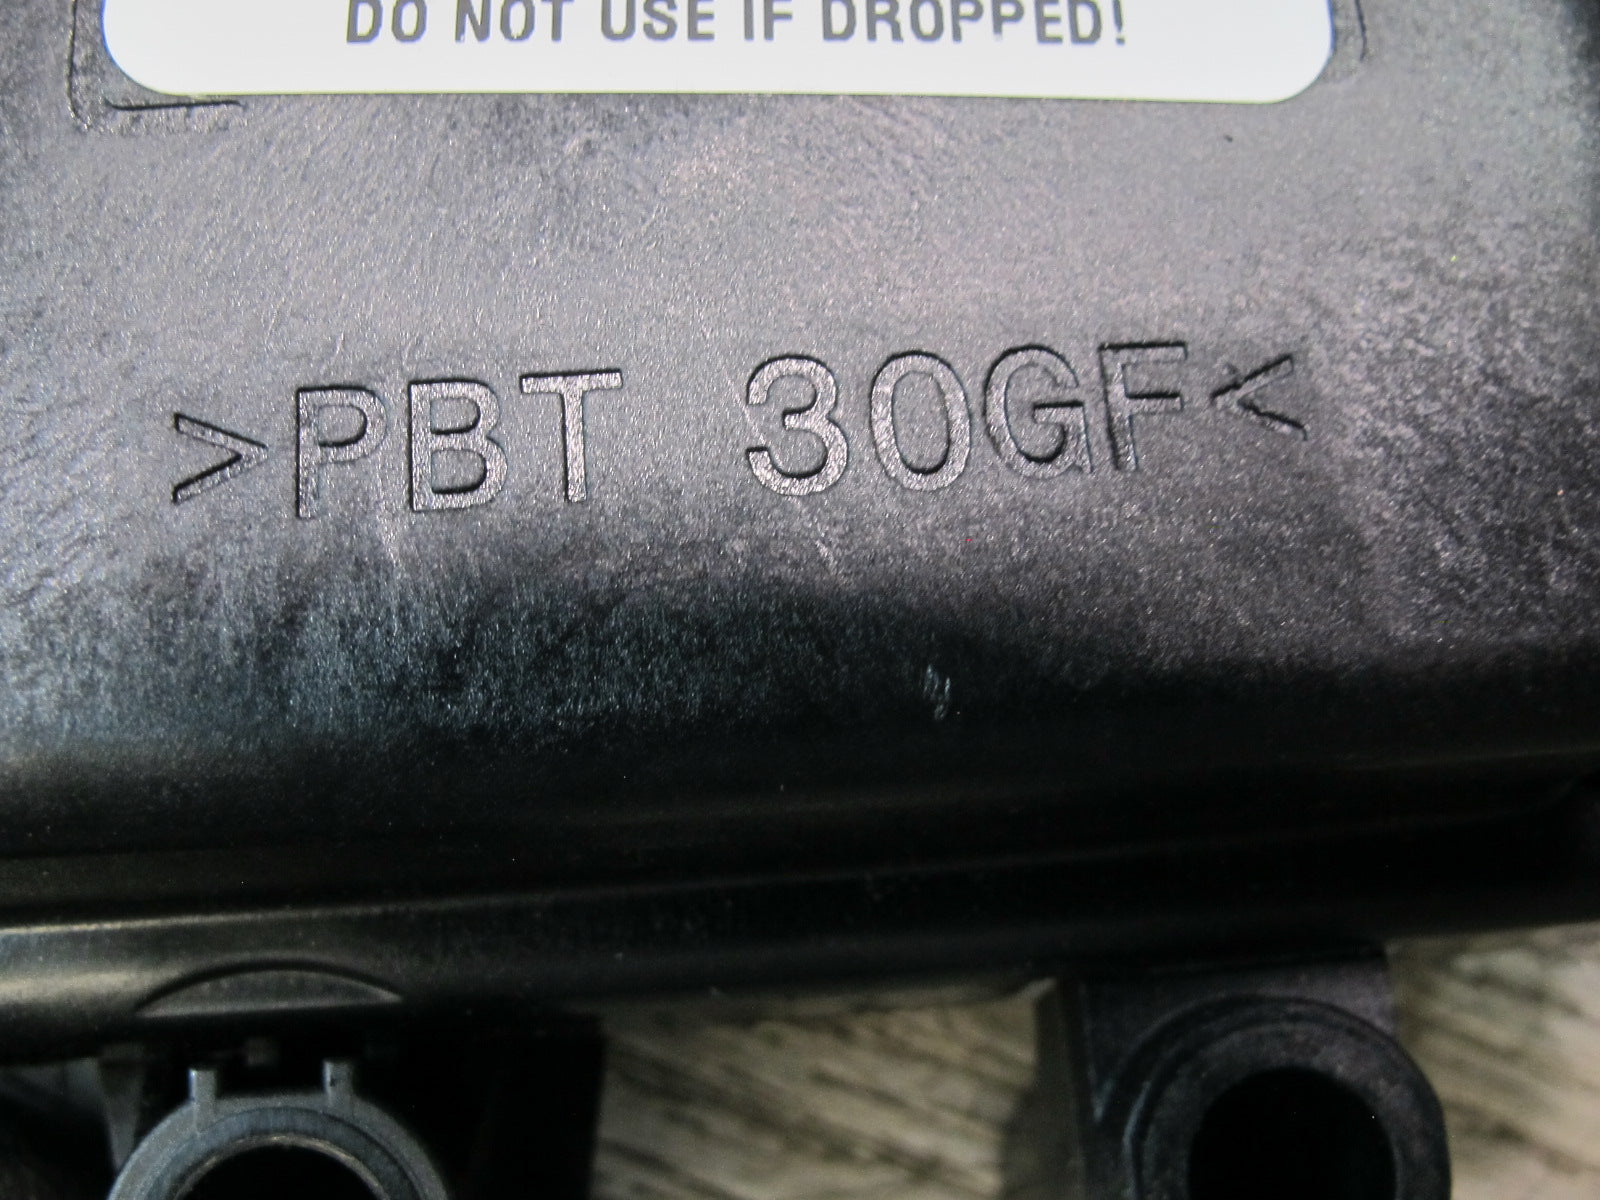 DO NOT USE IF DROPPED!
>PBT 30GF<